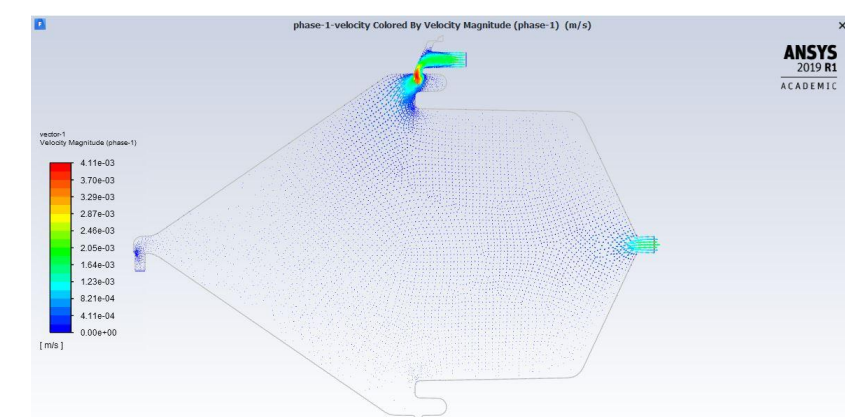 phase-1-velocity Colored By Velocity Magnitude (phase-1) (m/s)
ANSYS
2019 R1
ACADEMIC
vector-1
Velocity Magnitude (phase-1)
4.11e-03
3.70e-03
3.29e-03
2.87e-03
2.46e-03
2.05e-03
1.64e-03
1.23e-03
8.21e-04
4.11e-04
0.00e+00
[ m/s ]